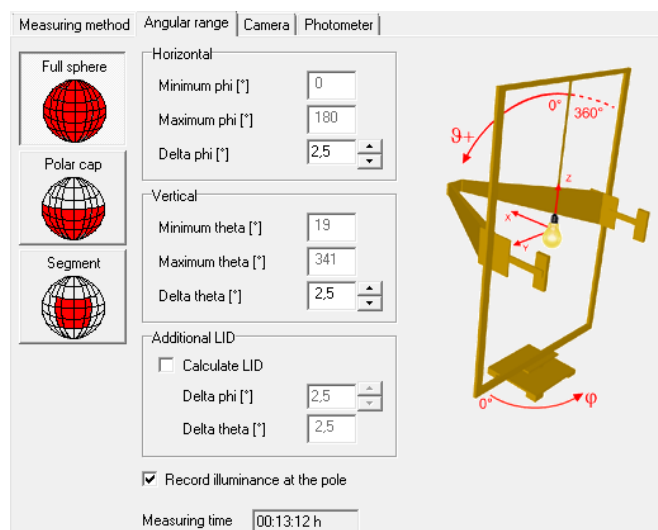 Measuring method Angular range Camera Photometer
Full sphere
Polar cap
Segment
Horizontal
Minimum phi [°] 0
Maximum phi [°] 180
Delta phi [°] 2,5
Vertical
Minimum theta [°] 19
Maximum theta [°] 341
Delta theta [°] 2,5
Additional LID
Calculate LID
Delta phi [°] 2,5
Delta theta [°] 2,5
Record illuminance at the pole
Measuring time 00:13:12 h
0° 360°
ϑ+
Z
X
Y
0° φ